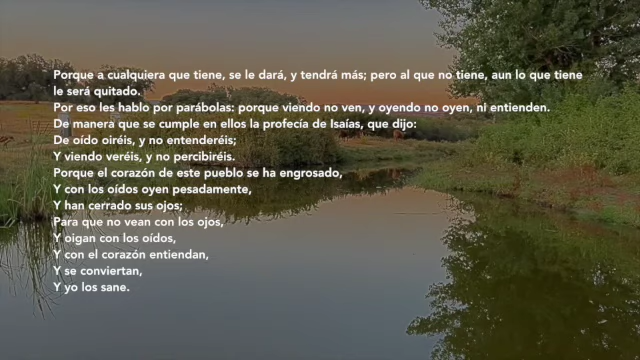 Porque a cualquiera que tiene, se le dará, y tendrá más; pero al que no tiene, aun lo que tiene
le será quitado.
Por eso les hablo por parábolas: porque viendo no ven, y oyendo no oyen, ni entienden.
De manera que se cumple en ellos la profecía de Isaías, que dijo:
De oído oiréis, y no entenderéis;
Y viendo veréis, y no percibiréis.
Porque el corazón de este pueblo se ha engrosado,
Y con los oídos oyen pesadamente,
Y han cerrado sus ojos;
Para que no vean con los ojos,
Y oigan con los oídos,
Y con el corazón entiendan,
Y se conviertan,
Y yo los sane.